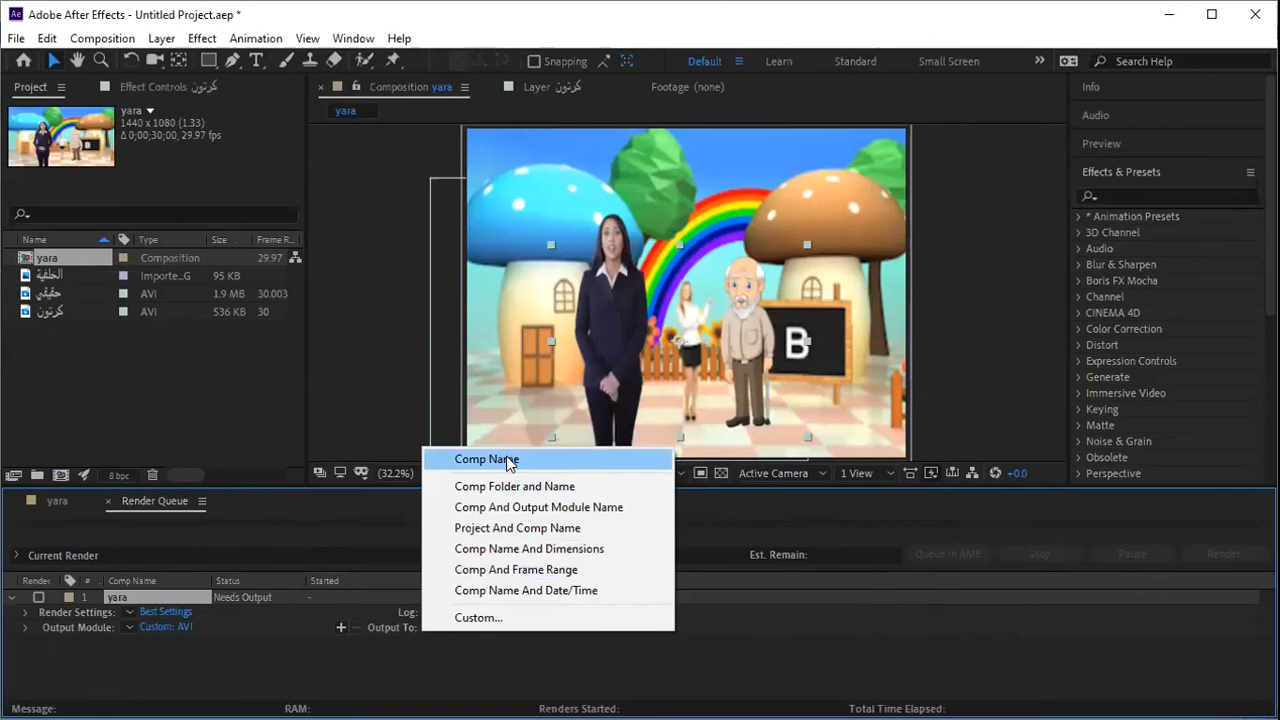 Adobe After Effects - Untitled Project.aep *
File Edit Composition Layer Effect Animation View Window Help
Snapping Default Learn Standard Small Screen Search Help
Project Effect Controls كرتون Composition yara Layer كرتون Footage (none)
yara
1440 x 1080 (1.33)
Δ 0;00;30;00, 29.97 fps
yara
Name Type Size Frame R...
yara Composition 29.97
الخلفية Importe...G 95 KB
حقيقي AVI 1.9 MB 30.003
كرتون AVI 536 KB 30
B
Info
Audio
Preview
Effects & Presets
* Animation Presets
3D Channel
Audio
Blur & Sharpen
Boris FX Mocha
Channel
CINEMA 4D
Color Correction
Distort
Expression Controls
Generate
Immersive Video
Keying
Matte
Noise & Grain
Obsolete
Perspective
8 bpc (32.2%) Active Camera 1 View +0.0
Comp Name
Comp Folder and Name
Comp And Output Module Name
Project And Comp Name
Comp Name And Dimensions
Comp And Frame Range
Comp Name And Date/Time
Custom...
yara Render Queue
Current Render Est. Remain: Queue in AME Stop Pause Render
Render # Comp Name Status Started
1 yara Needs Output -
Render Settings: Best Settings Log:
Output Module: Custom: AVI Output To:
Message: RAM: Renders Started: Total Time Elapsed: